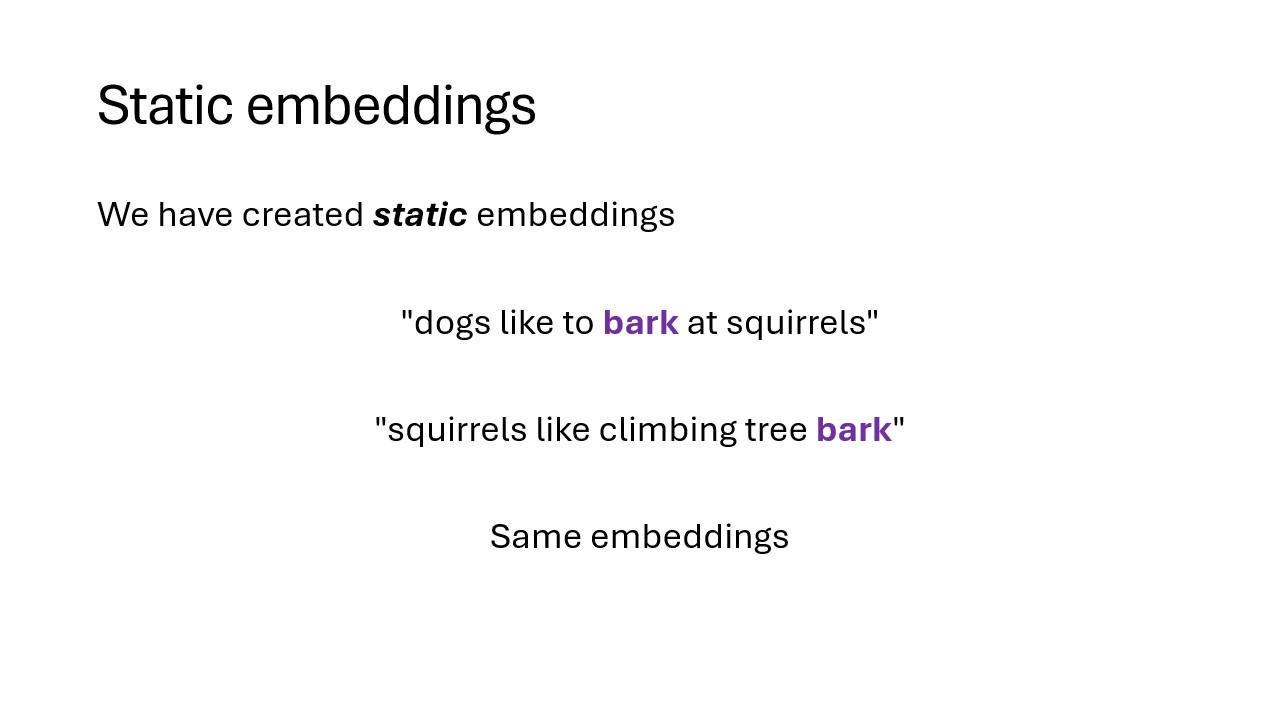 Static embeddings
We have created static embeddings
"dogs like to bark at squirrels"
"squirrels like climbing tree bark"
Same embeddings